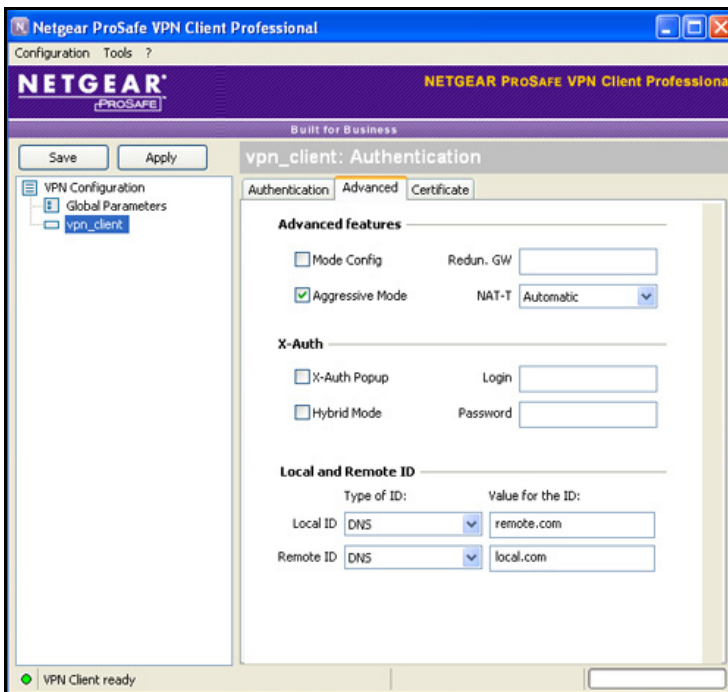 Netgear ProSafe VPN Client Professional
Configuration Tools ?
NETGEAR®
PROSAFE
NETGEAR PROSAFE VPN Client Professiona
Built for Business
Save Apply
vpn_client: Authentication
VPN Configuration
Global Parameters
vpn_client
Authentication Advanced Certificate
Advanced features
Mode Config Redun. GW
Aggressive Mode NAT-T Automatic
X-Auth
X-Auth Popup Login
Hybrid Mode Password
Local and Remote ID
Type of ID: Value for the ID:
Local ID DNS remote.com
Remote ID DNS local.com
VPN Client ready